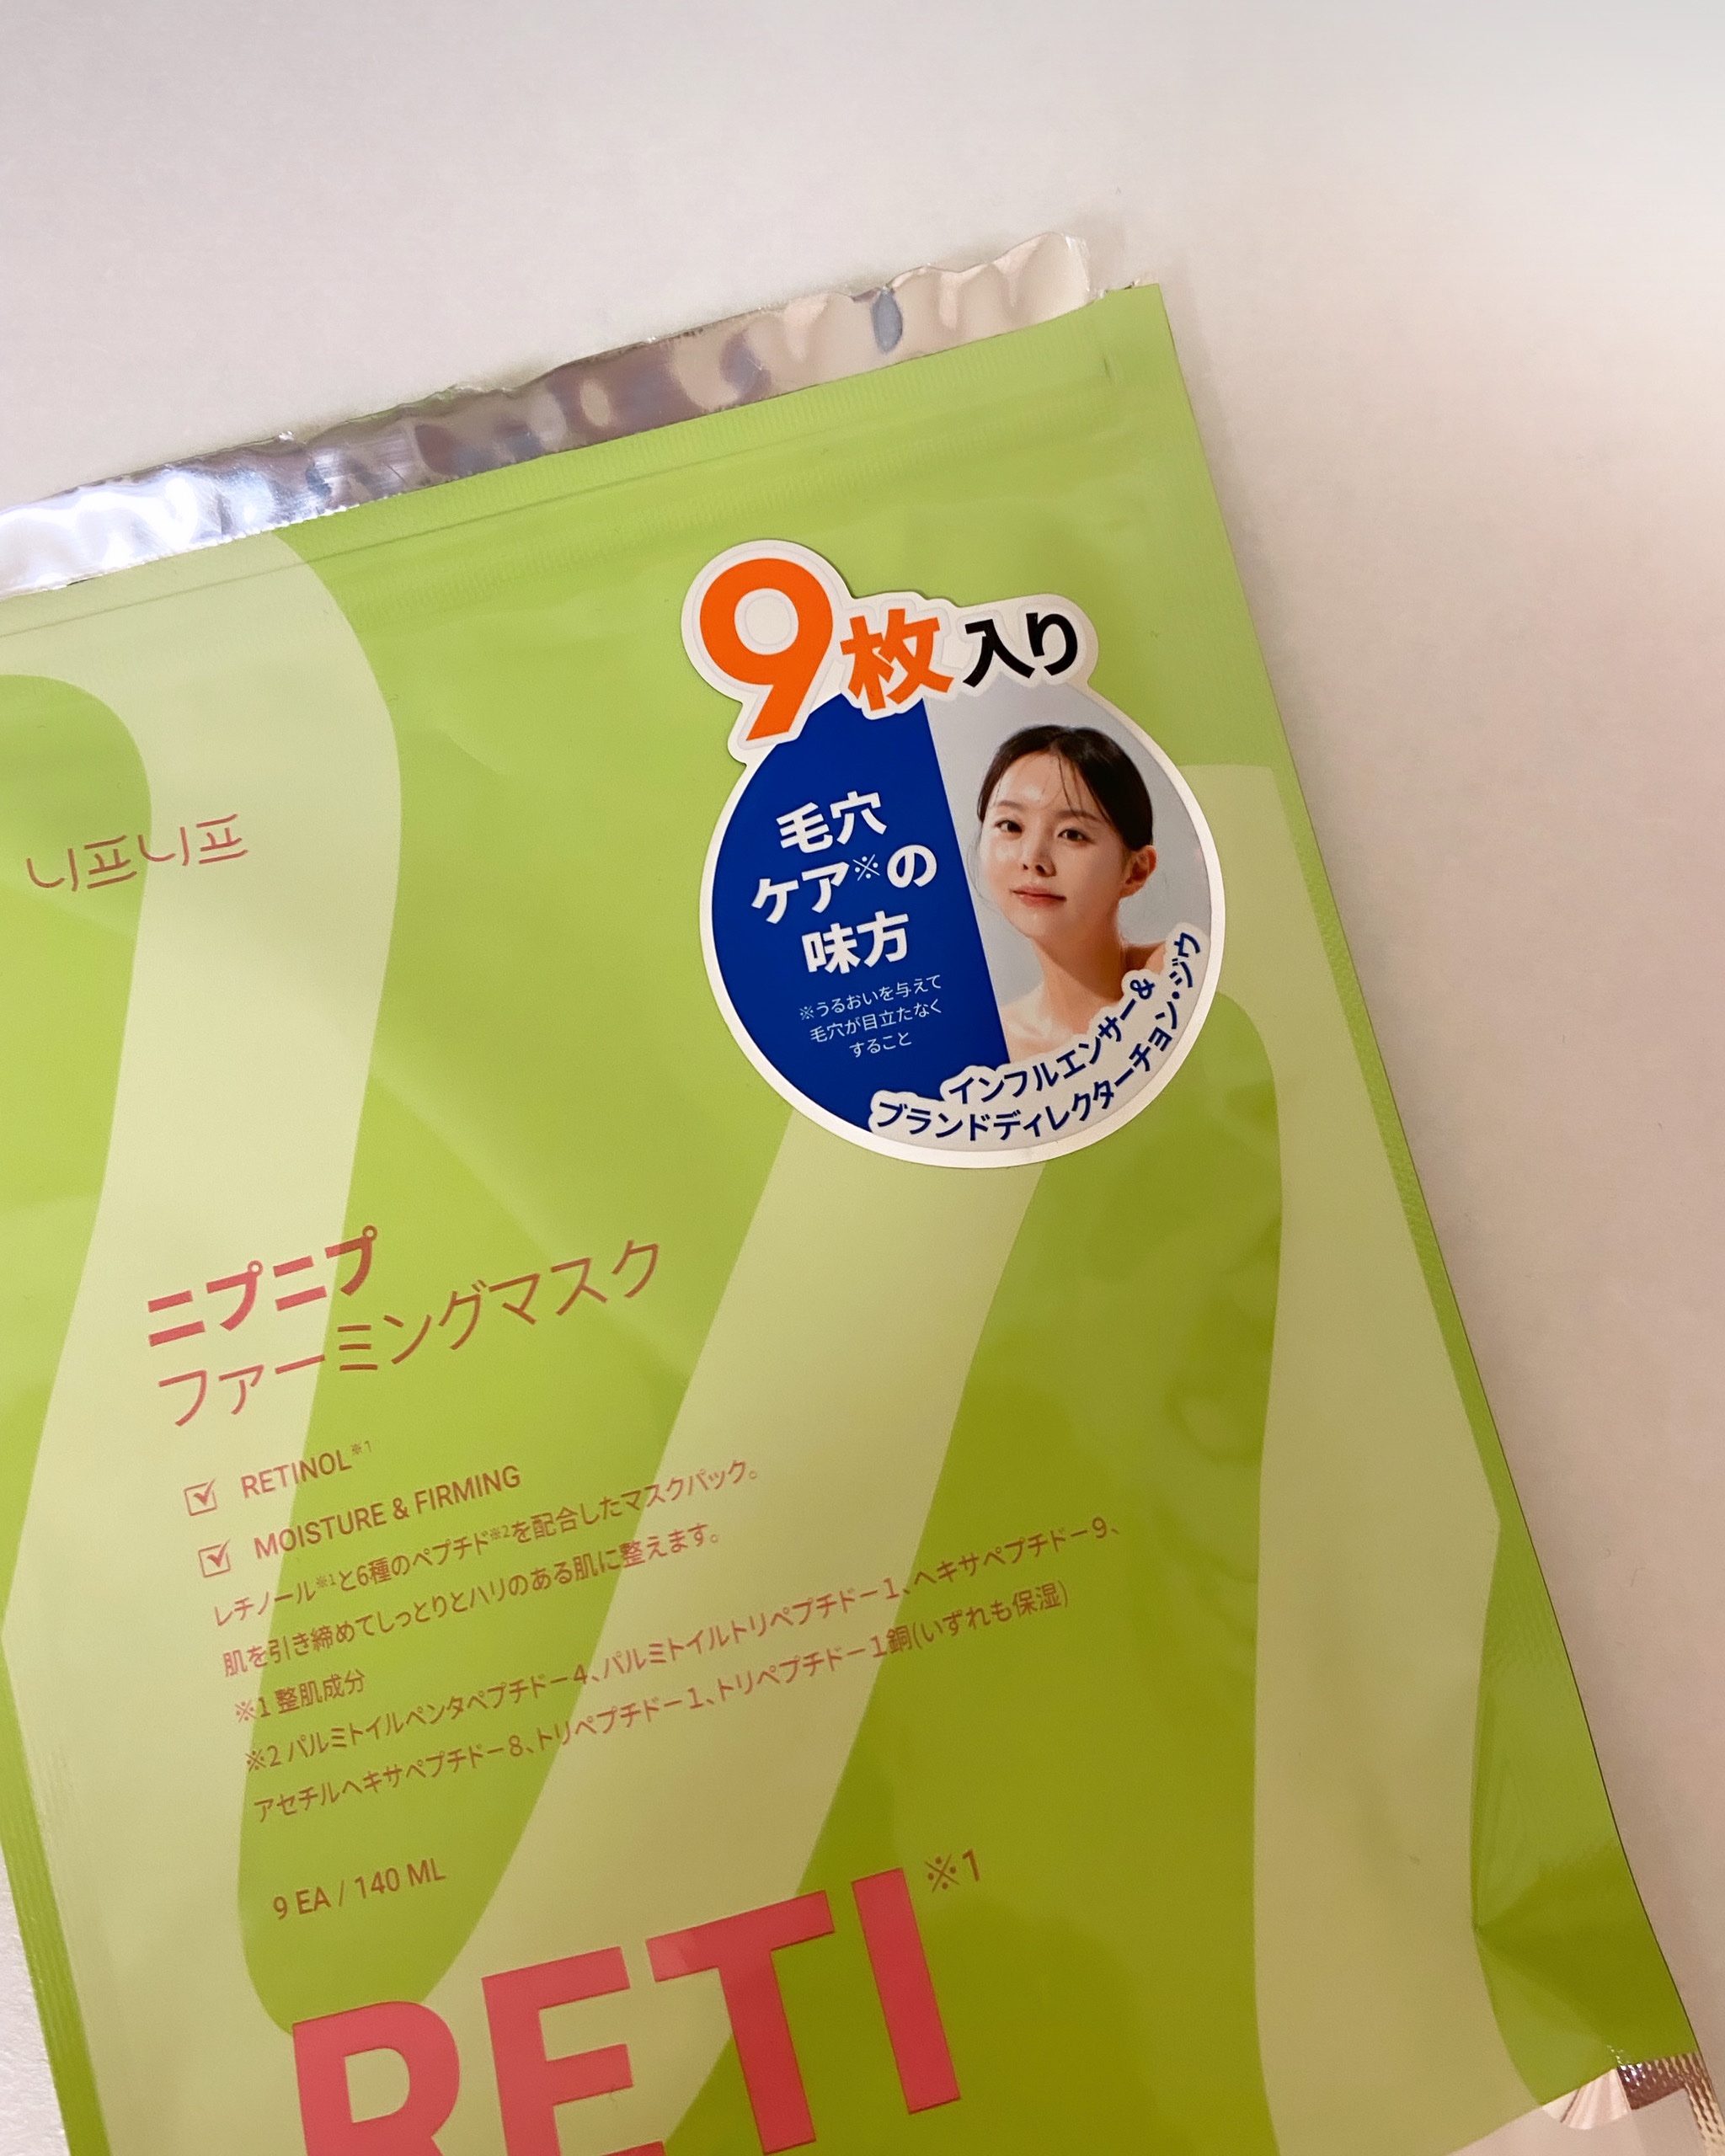 9枚入り
毛穴
ケア※の
味方
※うるおいを与えて
毛穴が目立たなく
すること
インフルエンサー&
ブランドディレクターチョン・ジウ
니프니프
ニプニプ
ファーミングマスク
RETINOL※1
MOISTURE & FIRMING
レチノール※1と6種のペプチド※2を配合したマスクパック。
肌を引き締めてしっとりとハリのある肌に整えます。
※1 整肌成分
※2 パルミトイルペンタペプチドー4、パルミトイルトリペプチドー1、ヘキサペプチドー9、
アセチルヘキサペプチドー8、トリペプチドー1、トリペプチドー1銅(いずれも保湿)
9 EA / 140 ML
RETI※1